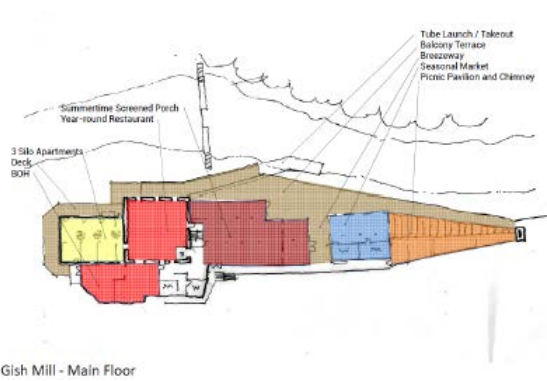 Tube Launch / Takeout
Balcony Terrace
Breezeway
Seasonal Market
Picnic Pavilion and Chimney
Summertime Screened Porch
Year-round Restaurant
3 Silo Apartments
Deck
BOH
Gish Mill - Main Floor